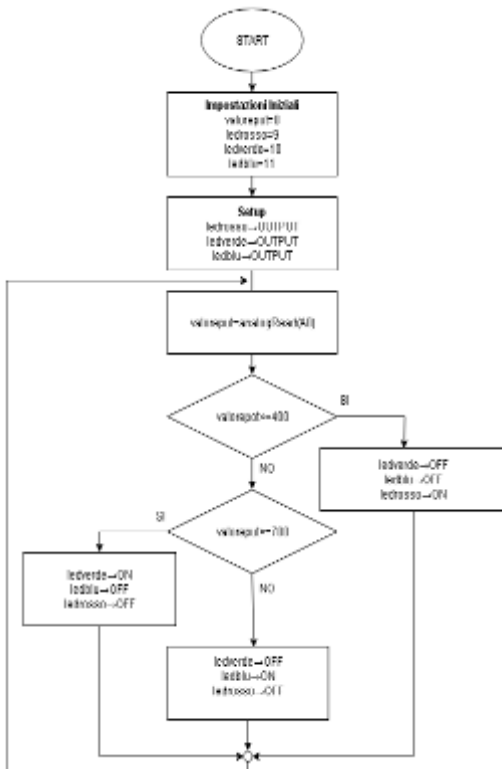 START
Impostazioni Iniziali
valorepot=0
ledrosso=9
ledverde=10
ledblu=11
Setup
ledrosso→OUTPUT
ledverde→OUTPUT
ledblu→OUTPUT
valorepot=analogRead(A0)
valorepot<=400
SI
NO
ledverde→OFF
ledblu→OFF
ledrosso→ON
valorepot<=700
SI
NO
ledverde→ON
ledblu→OFF
ledrosso→OFF
ledverde→OFF
ledblu→ON
ledrosso→OFF